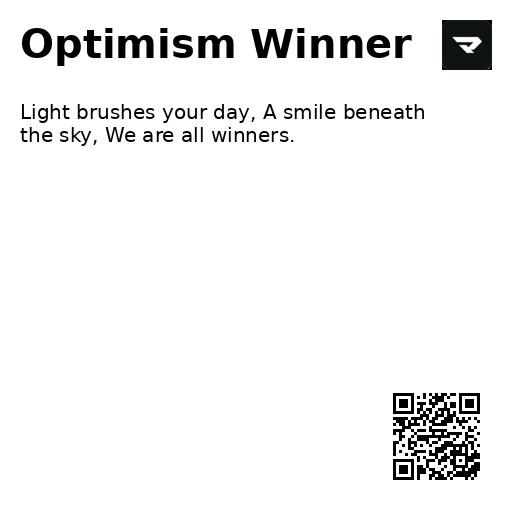 Optimism Winner
Light brushes your day, A smile beneath
the sky, We are all winners.